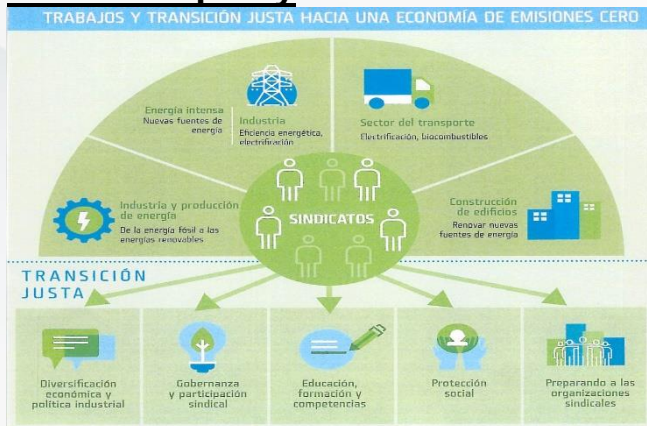 TRABAJOS Y TRANSICIÓN JUSTA HACIA UNA ECONOMÍA DE EMISIONES CERO
Energía intensa
Nuevas fuentes de
energía
Industria
Eficiencia energética,
electrificación
Sector del transporte
Electrificación, biocombustibles
Industria y producción
de energía
De la energía fósil a las
energías renovables
SINDICATOS
Construcción
de edificios
Renovar nuevas
fuentes de energía
TRANSICIÓN
JUSTA
Diversificación
económica y
política industrial
Gobernanza
y participación
sindical
Educación,
formación y
competencias
Protección
social
Preparando a las
organizaciones
sindicales